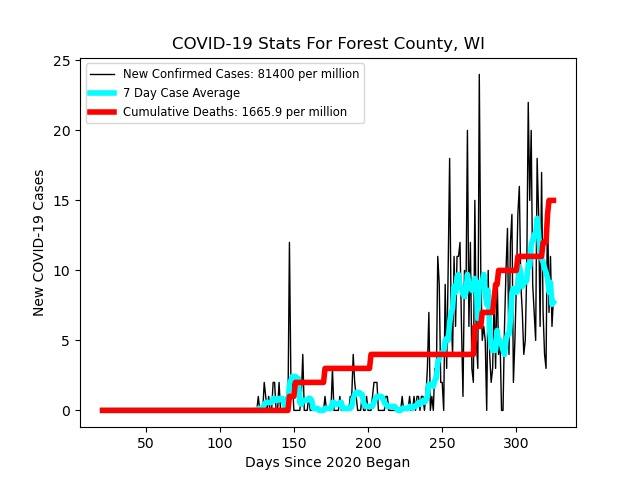 COVID-19 Stats For Forest County, WI
New Confirmed Cases: 81400 per million
7 Day Case Average
Cumulative Deaths: 1665.9 per million
New COVID-19 Cases
25
20
15
10
5
0
50 100 150 200 250 300
Days Since 2020 Began